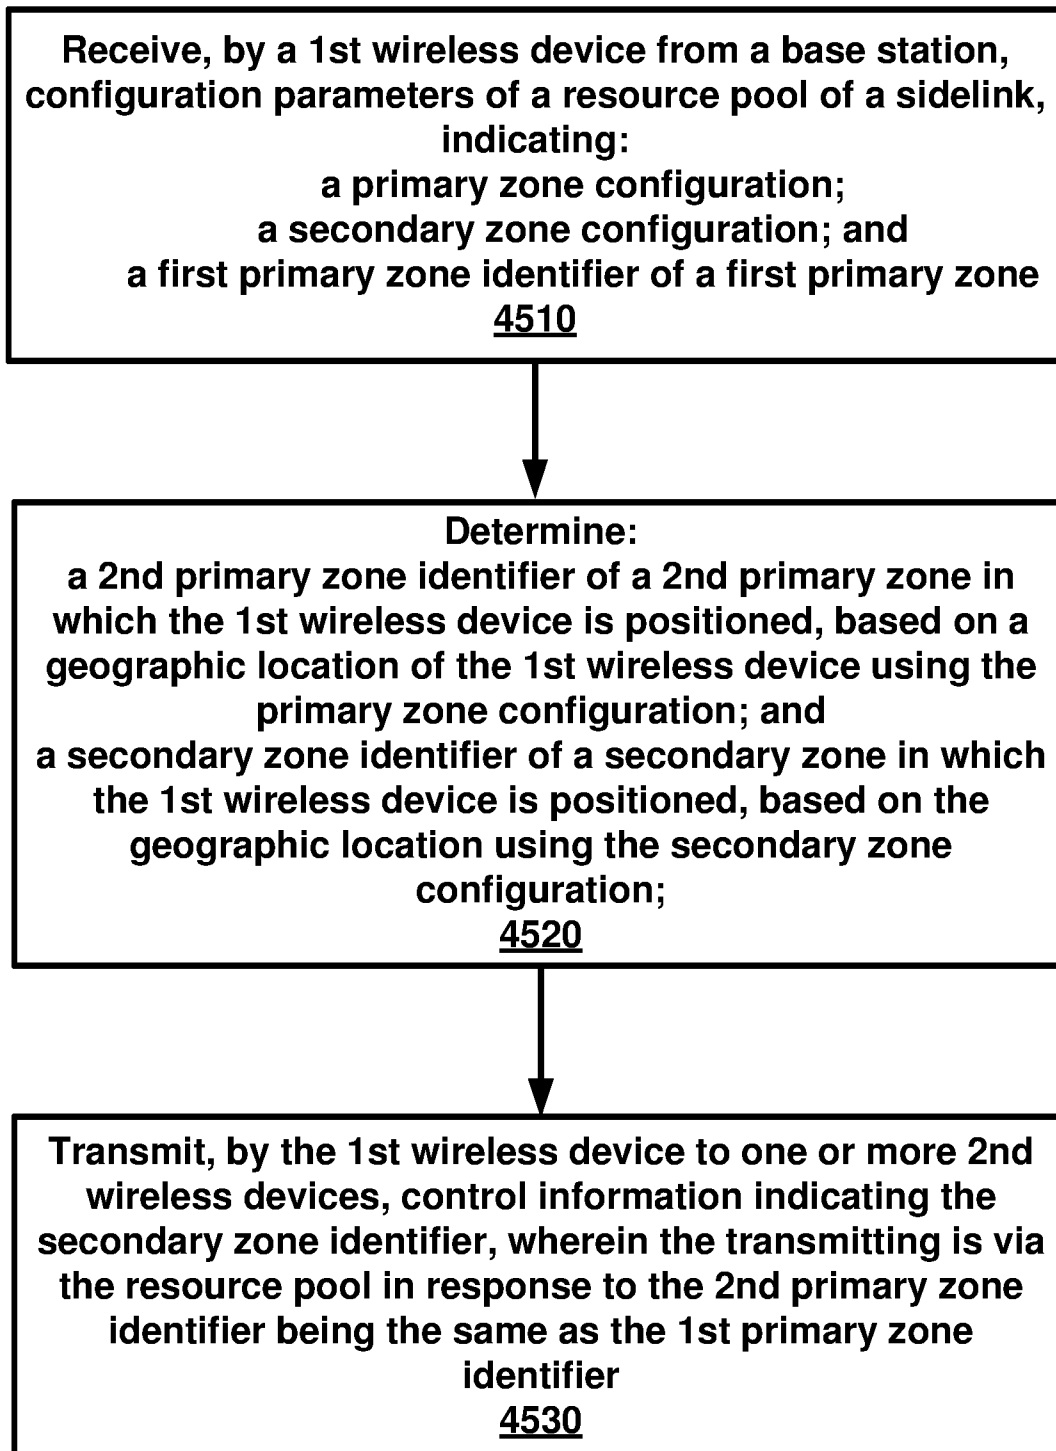 Receive, by a 1st wireless device from a base station,
configuration parameters of a resource pool of a sidelink,
indicating:
a primary zone configuration;
a secondary zone configuration; and
a first primary zone identifier of a first primary zone
4510
Determine:
a 2nd primary zone identifier of a 2nd primary zone in
which the 1st wireless device is positioned, based on a
geographic location of the 1st wireless device using the
primary zone configuration; and
a secondary zone identifier of a secondary zone in which
the 1st wireless device is positioned, based on the
geographic location using the secondary zone
configuration;
4520
Transmit, by the 1st wireless device to one or more 2nd
wireless devices, control information indicating the
secondary zone identifier, wherein the transmitting is via
the resource pool in response to the 2nd primary zone
identifier being the same as the 1st primary zone
identifier
4530